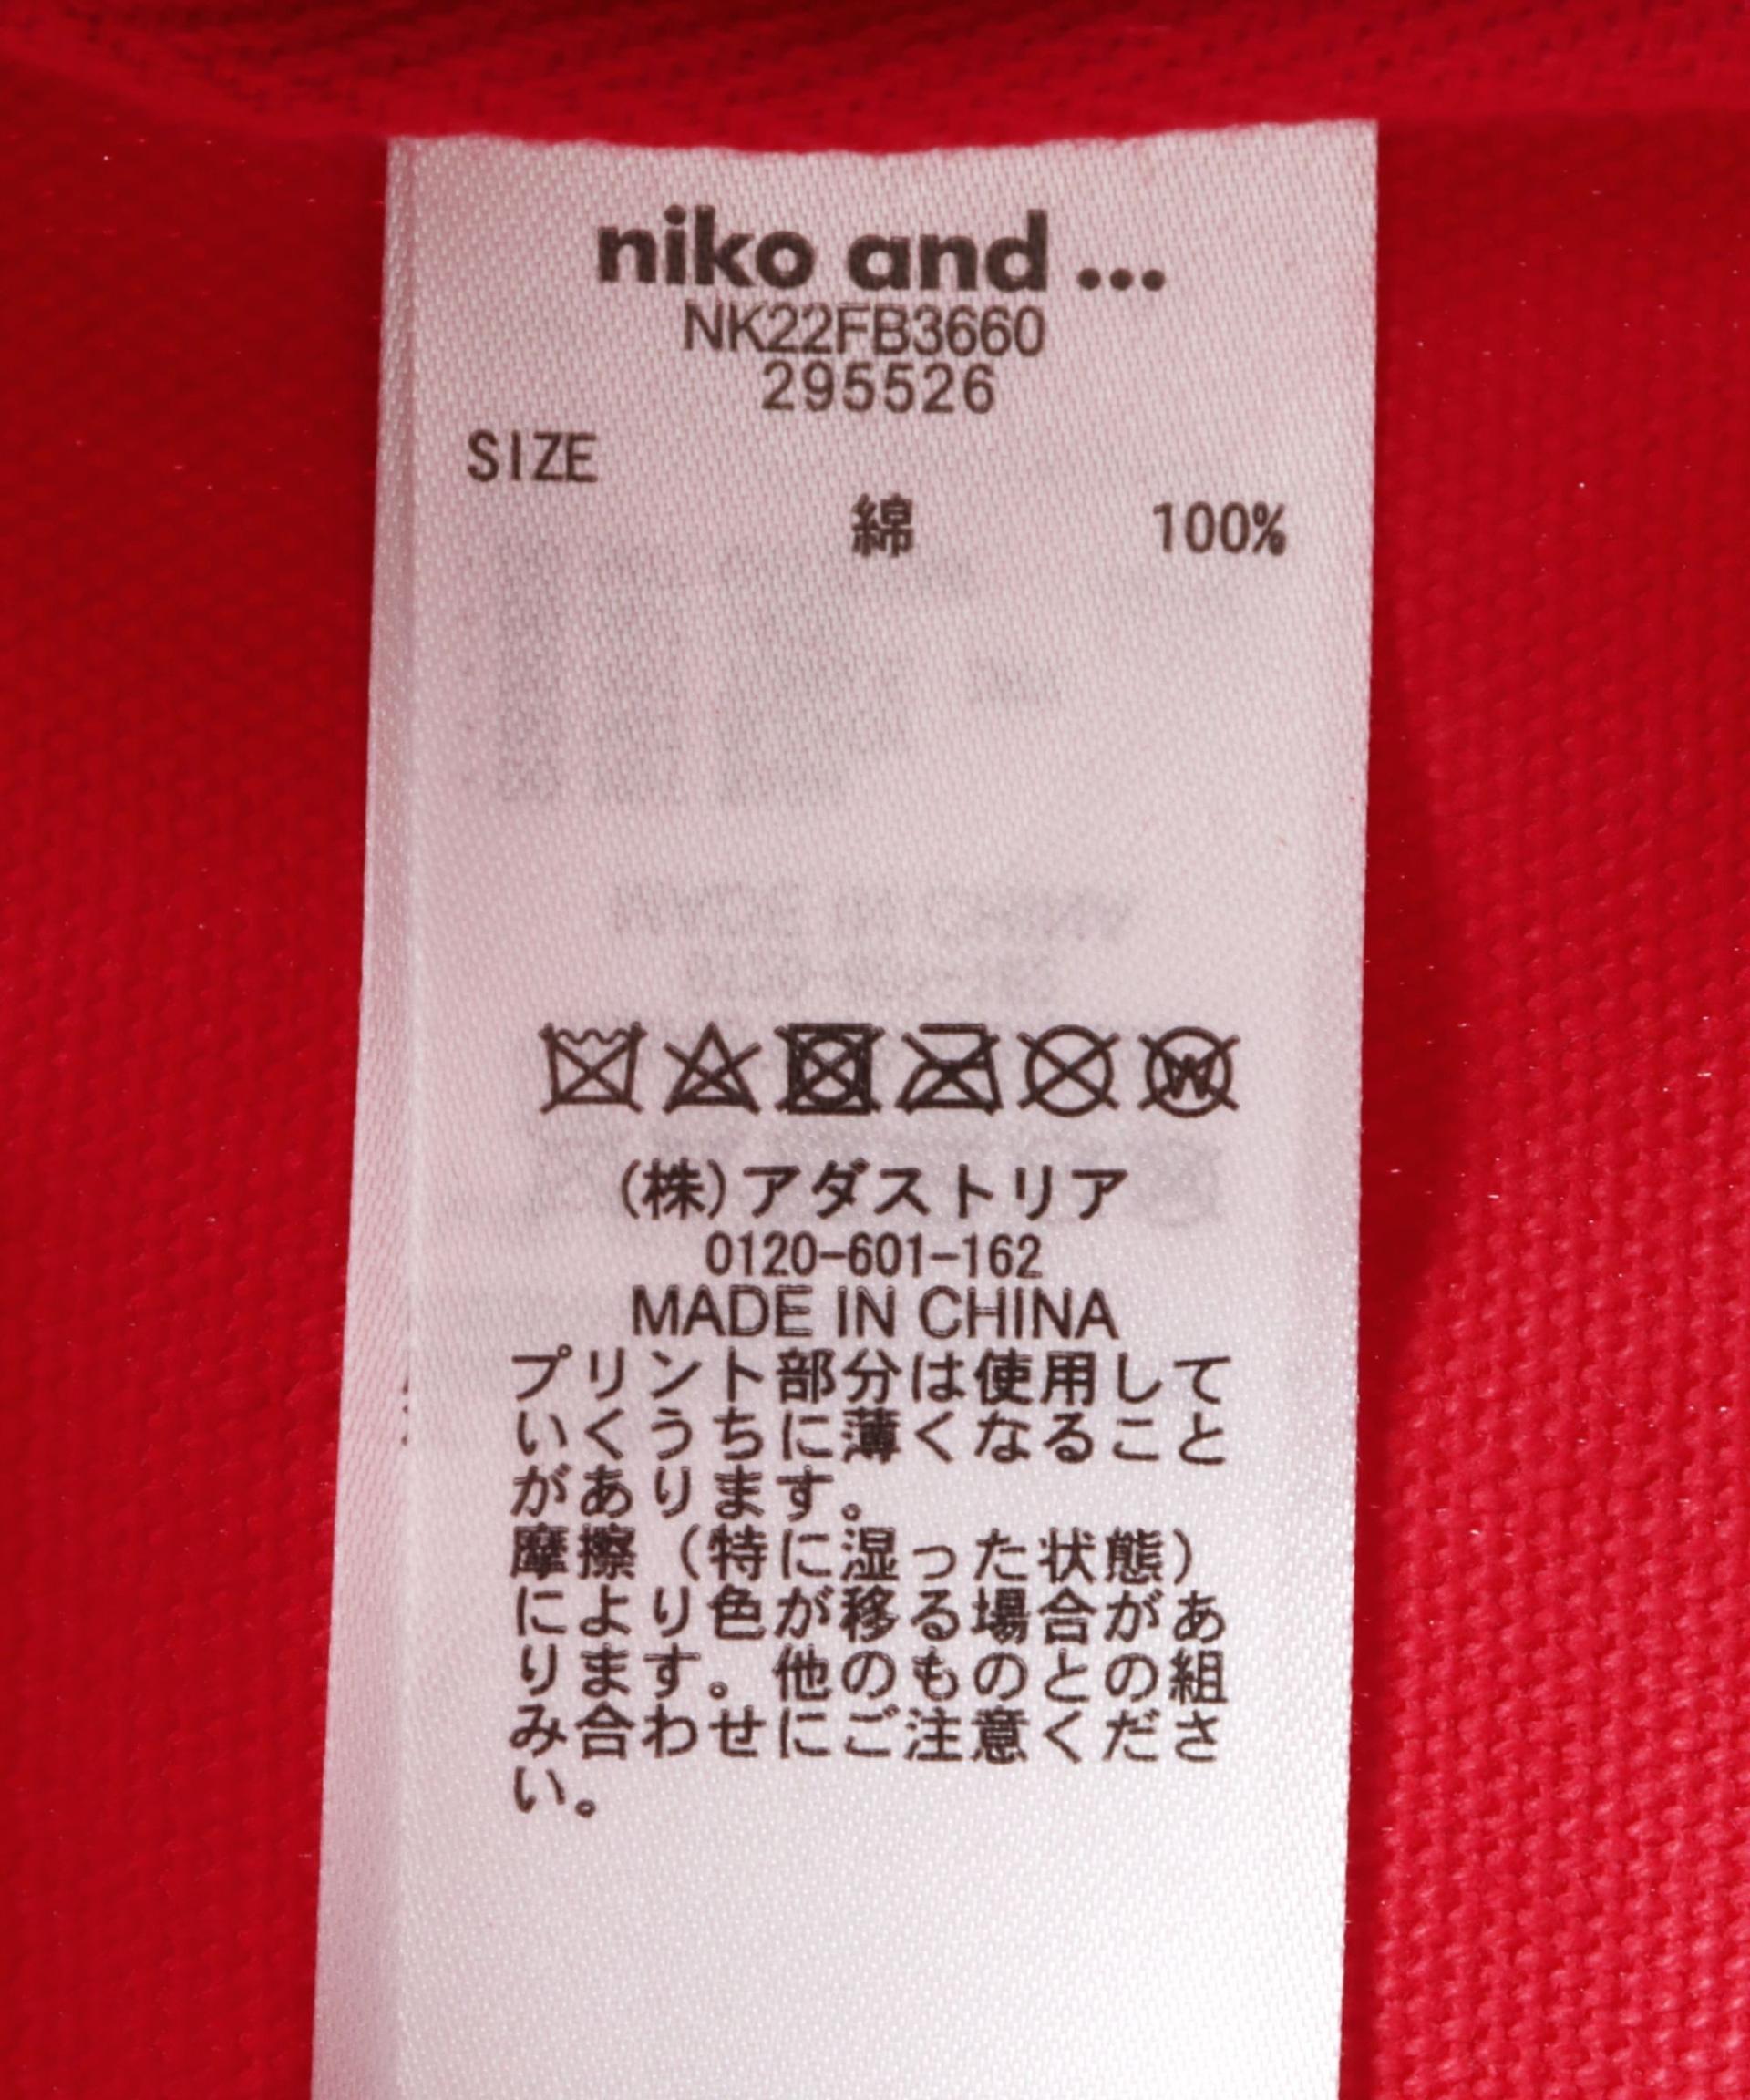 niko and ...
NK22FB3660
295526
SIZE
綿 100%
(株)アダストリア
0120-601-162
MADE IN CHINA
プリント部分は使用して
いくうちに薄くなること
があります。
摩擦（特に湿った状態）
により色が移る場合があ
ります。他のものとの組
み合わせにご注意くださ
い。